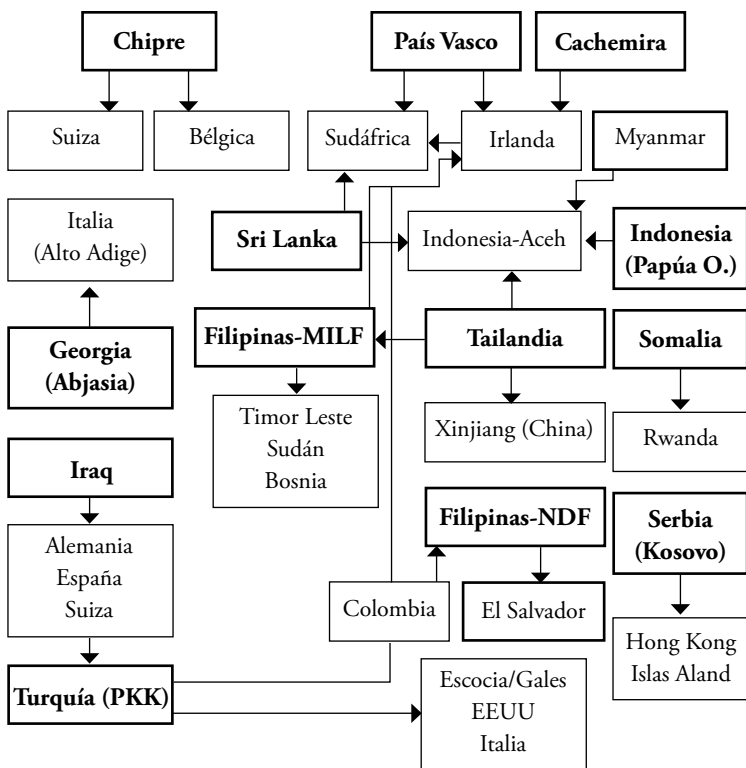 Chipre
País Vasco
Cachemira
Suiza
Bélgica
Sudáfrica
Irlanda
Myanmar
Italia
(Alto Adige)
Sri Lanka
Indonesia-Aceh
Indonesia
(Papúa O.)
Georgia
(Abjasia)
Filipinas-MILF
Tailandia
Somalia
Timor Leste
Sudán
Bosnia
Xinjiang (China)
Rwanda
Iraq
Alemania
España
Suiza
Filipinas-NDF
Serbia
(Kosovo)
Colombia
El Salvador
Hong Kong
Islas Aland
Turquía (PKK)
Escocia/Gales
EEUU
Italia